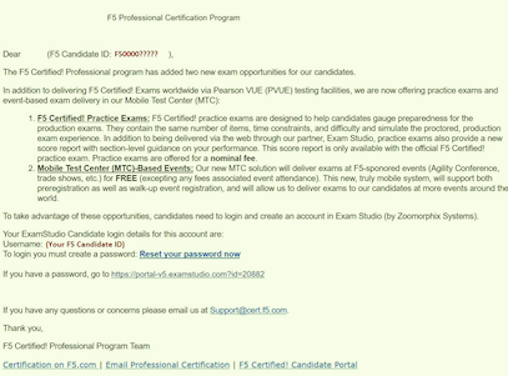 F5 Professional Certification Program
Dear (F5 Candidate ID: F50000????? ),
The F5 Certified! Professional program has added two new exam opportunities for our candidates.
In addition to delivering F5 Certified! Exams worldwide via Pearson VUE (PVUE) testing facilities, we are now offering practice exams and
event-based exam delivery in our Mobile Test Center (MTC):
1. F5 Certified! Practice Exams: F5 Certified! practice exams are designed to help candidates gauge preparedness for the
production exams. They contain the same number of items, time constraints, and difficulty and simulate the proctored, production
exam experience. In addition to being delivered via the web through our partner, Exam Studio, practice exams also provide a new
score report with section-level guidance on your performance. This score report is only available with the official F5 Certified!
practice exam. Practice exams are offered for a nominal fee.
2. Mobile Test Center (MTC)-Based Events: Our new MTC solution will deliver exams at F5-sponored events (Agility Conference,
trade shows, etc.) for FREE (excepting any fees associated event attendance). This new, truly mobile system, will support both
preregistration as well as walk-up event registration, and will allow us to deliver exams to our candidates at more events around the
world.
To take advantage of these opportunities, candidates need to login and create an account in Exam Studio (by Zoomorphix Systems).
Your ExamStudio Candidate login details for this account are:
Username: (Your F5 Candidate ID)
To login you must create a password: Reset your password now
If you have a password, go to https://portal-v5.examstudio.com?id=20882
If you have any questions or concerns please email us at Support@cert.f5.com.
Thank you,
F5 Certified! Professional Program Team
Certification on F5.com | Email Professional Certification | F5 Certified! Candidate Portal